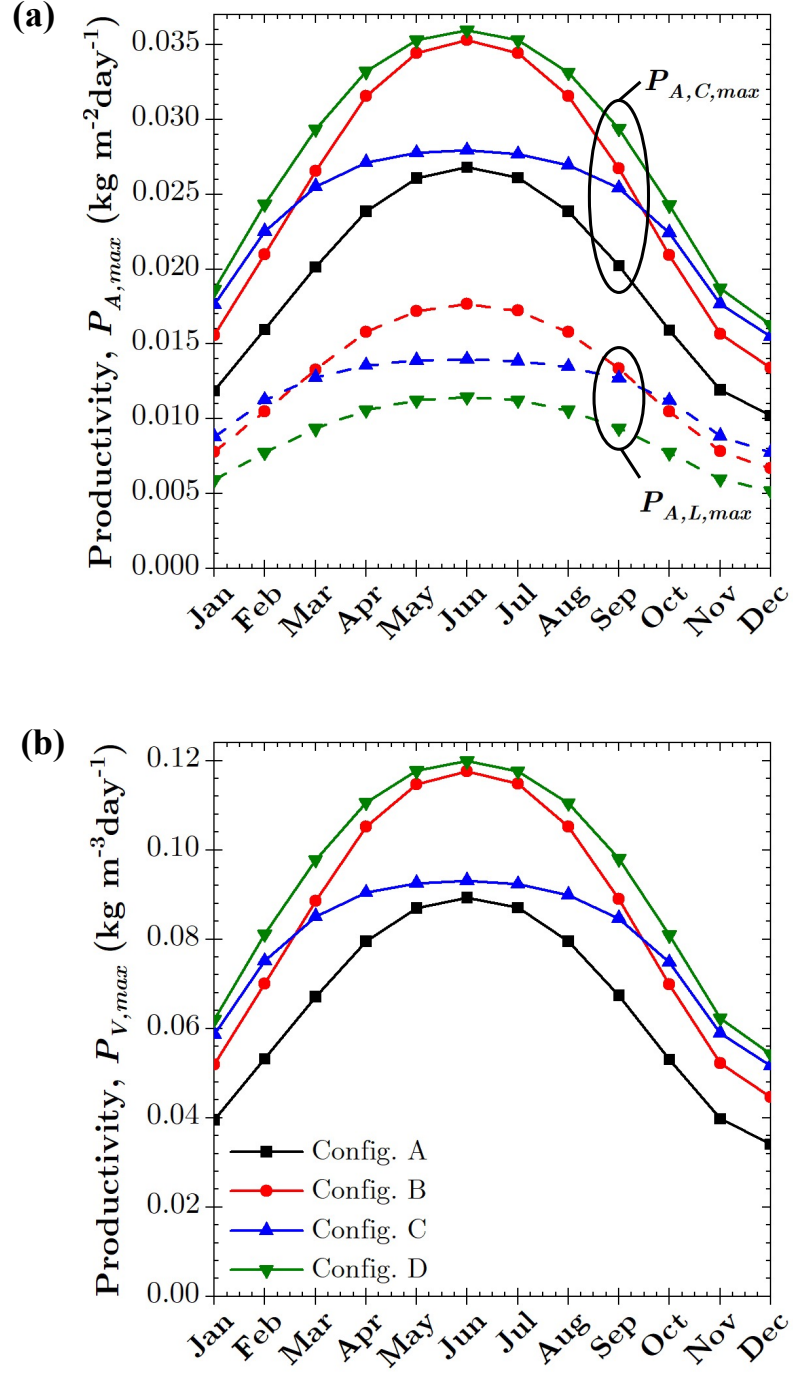 (a)
Productivity, P_{A,max} (kg m^{-2}day^{-1})
0.035
0.030
0.025
0.020
0.015
0.010
0.005
0.000
P_{A,C,max}
P_{A,L,max}
Jan Feb Mar Apr May Jun Jul Aug Sep Oct Nov Dec
(b)
Productivity, P_{V,max} (kg m^{-3}day^{-1})
0.12
0.10
0.08
0.06
0.04
0.02
0.00
Config. A
Config. B
Config. C
Config. D
Jan Feb Mar Apr May Jun Jul Aug Sep Oct Nov Dec